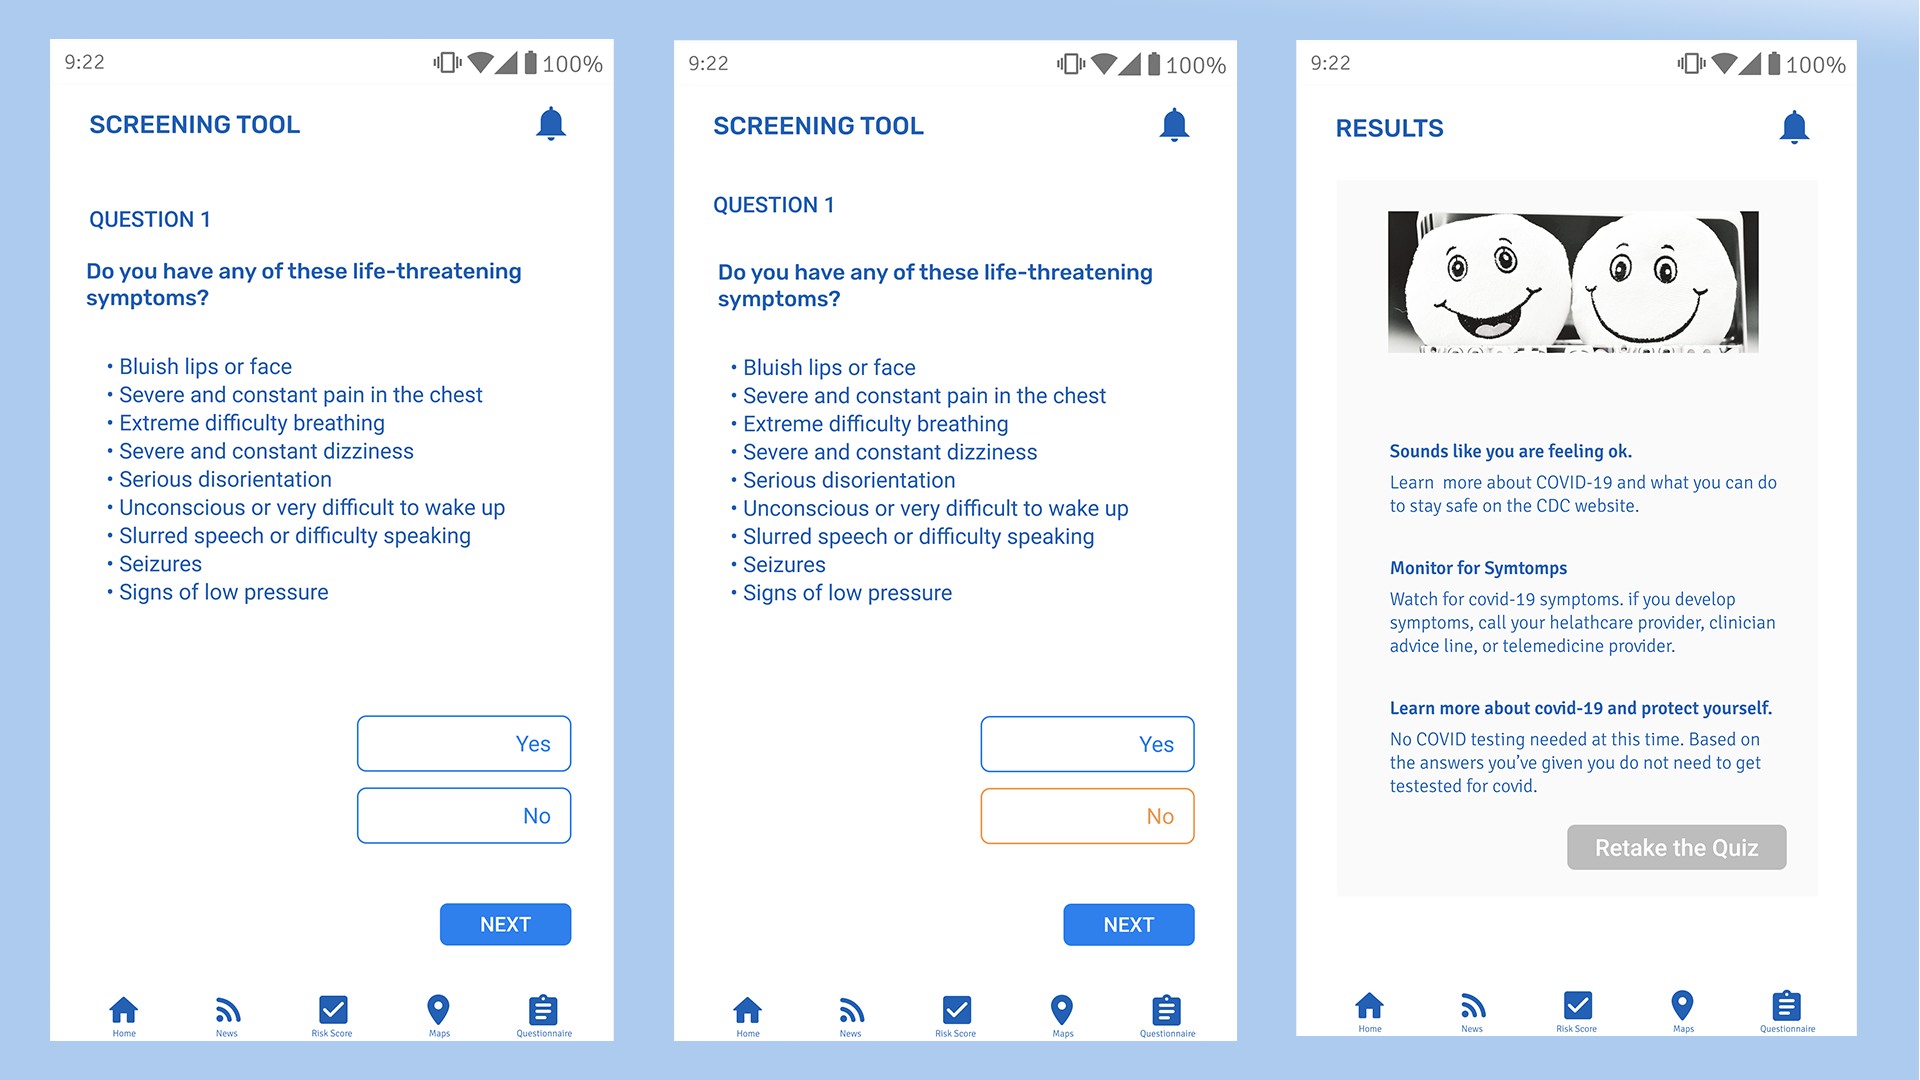 9:22
100%
SCREENING TOOL
QUESTION 1
Do you have any of these life-threatening
symptoms?
• Bluish lips or face
• Severe and constant pain in the chest
• Extreme difficulty breathing
• Severe and constant dizziness
• Serious disorientation
• Unconscious or very difficult to wake up
• Slurred speech or difficulty speaking
• Seizures
• Signs of low pressure
Yes
No
NEXT
Home News Risk Score Maps Questionnaire
9:22
100%
SCREENING TOOL
QUESTION 1
Do you have any of these life-threatening
symptoms?
• Bluish lips or face
• Severe and constant pain in the chest
• Extreme difficulty breathing
• Severe and constant dizziness
• Serious disorientation
• Unconscious or very difficult to wake up
• Slurred speech or difficulty speaking
• Seizures
• Signs of low pressure
Yes
No
NEXT
Home News Risk Score Maps Questionnaire
9:22
100%
RESULTS
Sounds like you are feeling ok.
Learn more about COVID-19 and what you can do
to stay safe on the CDC website.
Monitor for Symtomps
Watch for covid-19 symptoms. if you develop
symptoms, call your helathcare provider, clinician
advice line, or telemedicine provider.
Learn more about covid-19 and protect yourself.
No COVID testing needed at this time. Based on
the answers you've given you do not need to get
testested for covid.
Retake the Quiz
Home News Risk Score Maps Questionnaire